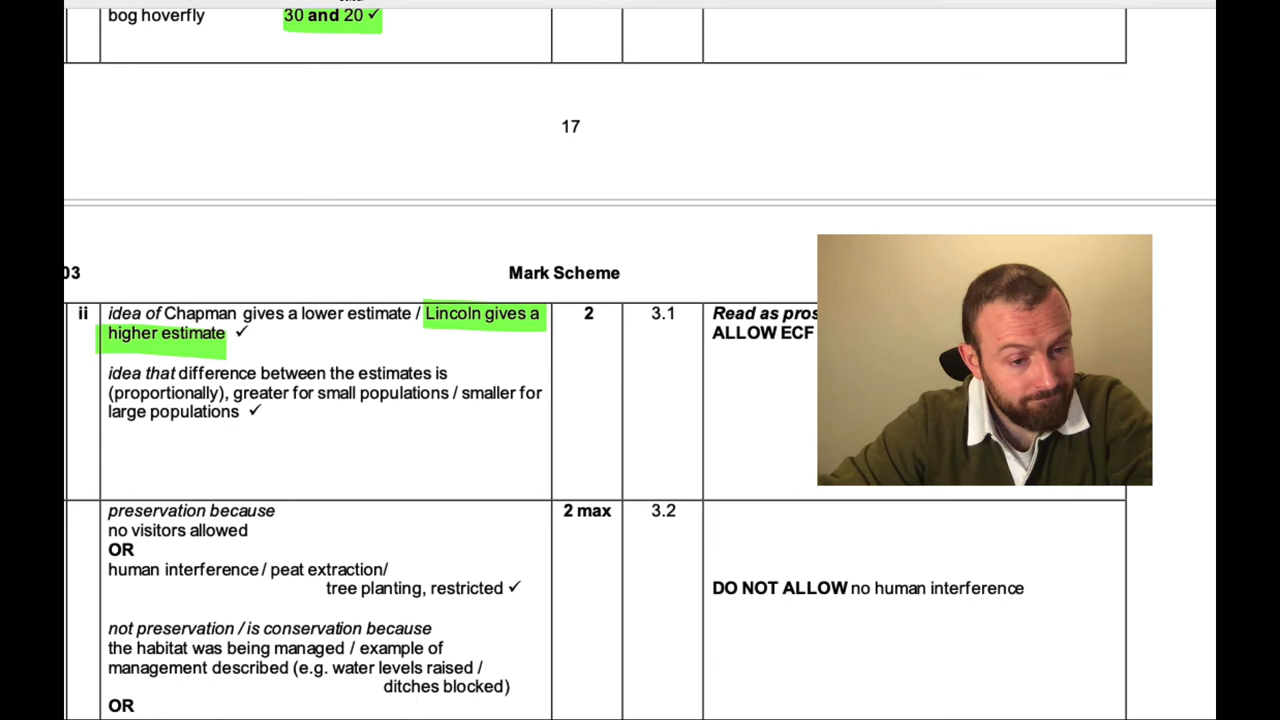 bog hoverfly 30 and 20 ✓
17
03 Mark Scheme
ii idea of Chapman gives a lower estimate / Lincoln gives a 2 3.1 Read as pros
higher estimate ✓ ALLOW ECF
idea that difference between the estimates is
(proportionally), greater for small populations / smaller for
large populations ✓
preservation because 2 max 3.2
no visitors allowed
OR
human interference / peat extraction/
tree planting, restricted ✓ DO NOT ALLOW no human interference
not preservation / is conservation because
the habitat was being managed / example of
management described (e.g. water levels raised /
ditches blocked)
OR